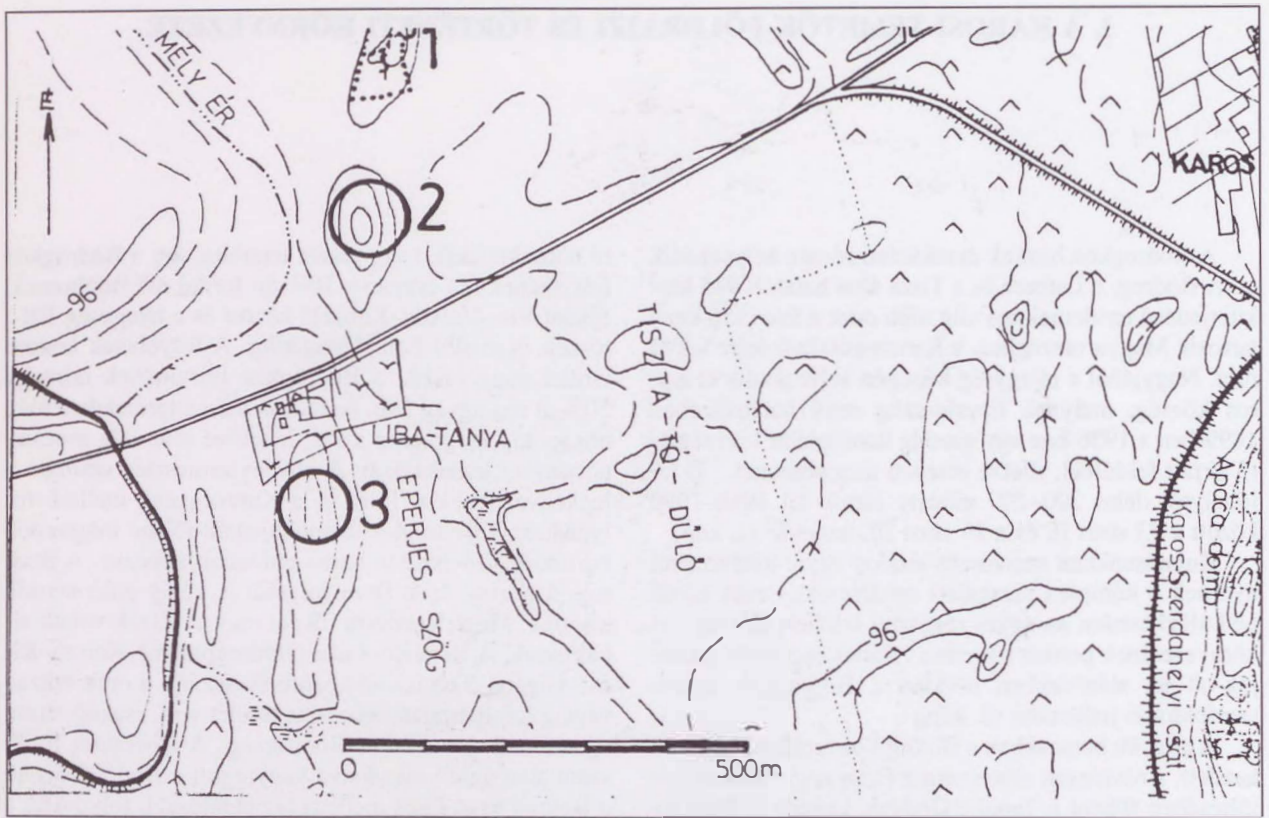 1
MÉLY ÉR
É
KAROS
2
96
TISZTA TÓ - DŰLŐ
LIBA-TANYA
3
EPERJES SZÖG
96
Apaca-domb
Karos-Szerdahelyi csat.
0
500m